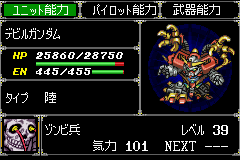 ユニット能力 パイロット能力 武器能力
デビルガンダム
HP 25860/28750
EN 445/455
タイプ 陸
ゾンビ兵
レベル 39
気力 101 NEXT ---